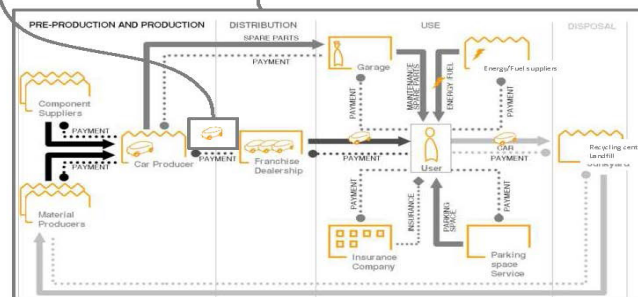 PRE-PRODUCTION AND PRODUCTION
DISTRIBUTION
USE
DISPOSAL
SPARE PARTS
PAYMENT
Garage
MAINTENANCE
SPARE PARTS
ENERGY FUEL
Energy/Fuel suppliers
PAYMENT
PAYMENT
Component
Suppliers
PAYMENT
PAYMENT
Car Producer
PAYMENT
Franchise
Dealership
PAYMENT
User
CAR
PAYMENT
Recycling cent
Landfill
Material
Producers
PAYMENT
INSURANCE
PARKING
SPACE
PAYMENT
Insurance
Company
Parking
space
Service